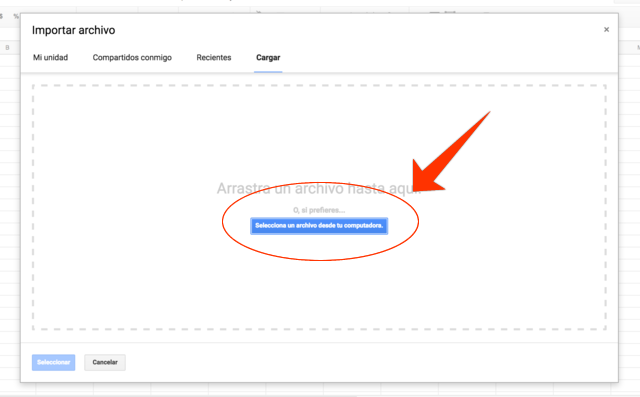 $ %
B
Importar archivo
×
Mi unidad Compartidos conmigo Recientes Cargar
Arrastra un archivo hasta aquí
O, si prefieres...
Selecciona un archivo desde tu computadora.
Seleccionar Cancelar